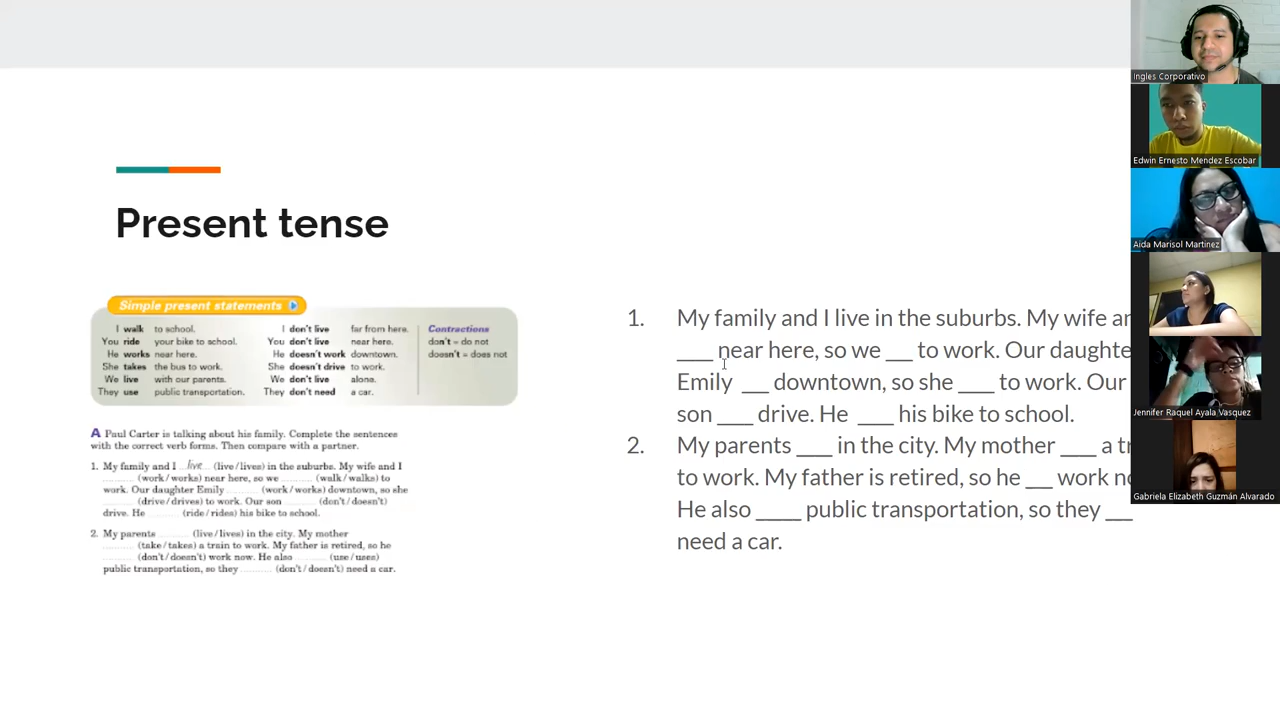 Present tense
Simple present statements
I walk to school. I don't live far from here. Contractions
You ride your bike to school. You don't live near here. don't = do not
He works near here. He doesn't work downtown. doesn't = does not
She takes the bus to work. She doesn't drive to work.
We live with our parents. We don't live alone.
They use public transportation. They don't need a car.
A Paul Carter is talking about his family. Complete the sentences
with the correct verb forms. Then compare with a partner.
1. My family and I live (live/lives) in the suburbs. My wife and I
(work/works) near here, so we (walk/walks) to
work. Our daughter Emily (work/works) downtown, so she
(drive/drives) to work. Our son (don't/doesn't)
drive. He (ride/rides) his bike to school.
2. My parents (live/lives) in the city. My mother
(take/takes) a train to work. My father is retired, so he
(don't/doesn't) work now. He also (use/uses)
public transportation, so they (don't/doesn't) need a car.
1. My family and I live in the suburbs. My wife
___ near here, so we ___ to work. Our
Emily ___ downtown, so she ____ to work. Our
son ____ drive. He ____ his bike to school.
2. My parents ____ in the city. My mother ____ a
to work. My father is retired, so he ___ work
He also _____ public transportation, so they ___
need a car.
Ingles Corporativo
Edwin Ernesto Mendez Escobar
Aida Marisol Martinez
Jennifer Raquel Ayala Vasquez
Gabriela Elizabeth Guzmán Alvarado